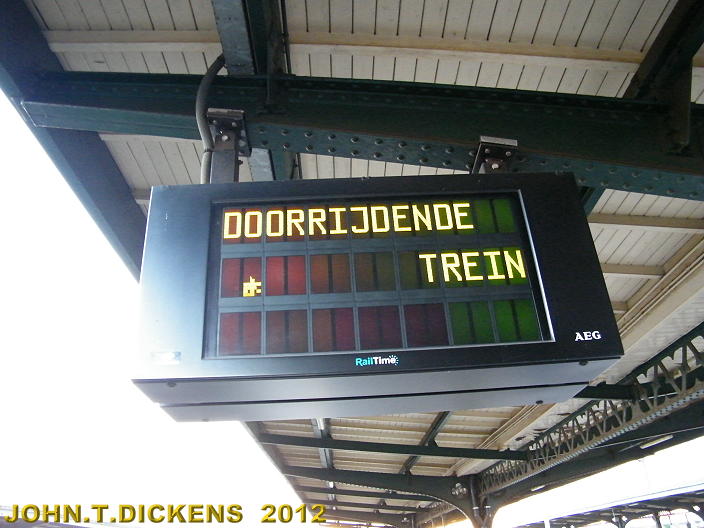 DOORRIJDENDE
TREIN
AEG
RailTime
JOHN.T.DICKENS 2012